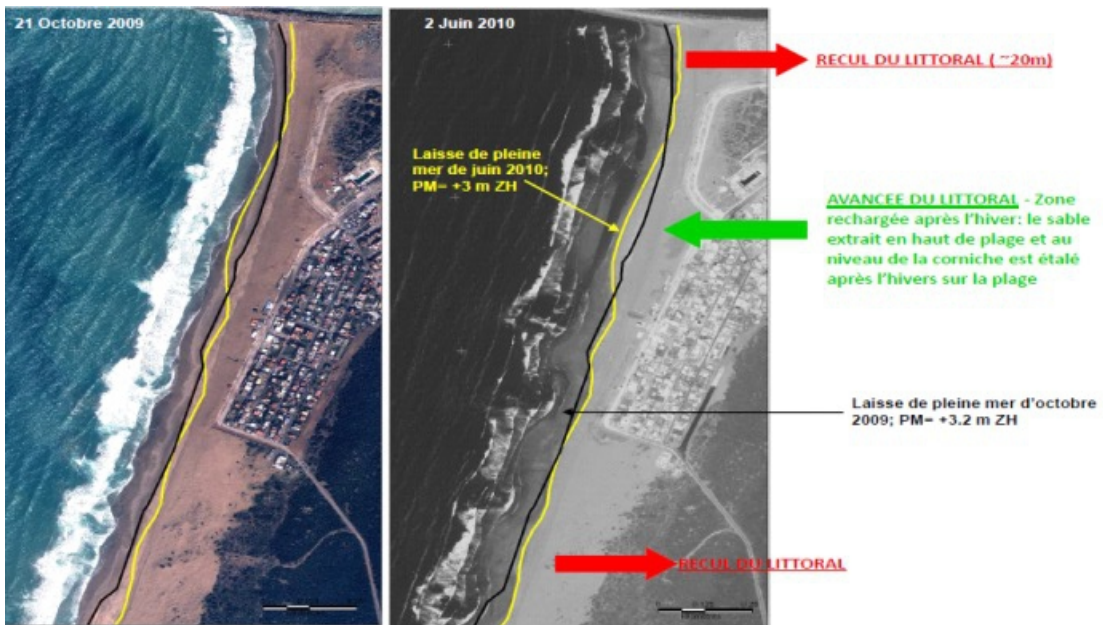 21 Octobre 2009
2 Juin 2010
RECUL DU LITTORAL ( ~20m)
Laisse de pleine
mer de juin 2010;
PM= +3 m ZH
AVANCEE DU LITTORAL - Zone
rechargée après l'hiver: le sable
extrait en haut de plage et au
niveau de la corniche est étalé
après l'hivers sur la plage
Laisse de pleine mer d'octobre
2009; PM= +3.2 m ZH
RECUL DU LITTORAL